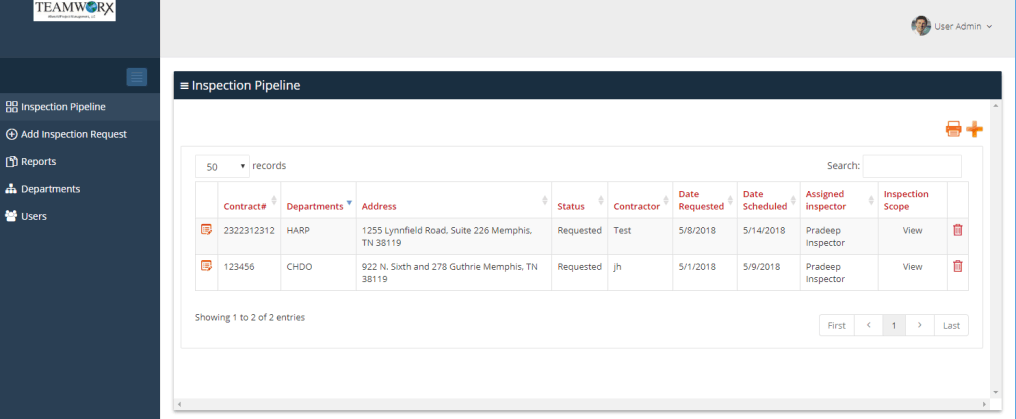 TEAMWORX
User Admin
Inspection Pipeline
Inspection Pipeline
Add Inspection Request
Reports
Departments
Users
50 records
Search:
Contract# Departments Address Status Contractor Date Requested Date Scheduled Assigned inspector Inspection Scope
2322312312 HARP 1255 Lynnfield Road, Suite 226 Memphis, TN 38119 Requested Test 5/8/2018 5/14/2018 Pradeep Inspector View
123456 CHDO 922 N. Sixth and 278 Guthrie Memphis, TN 38119 Requested jh 5/1/2018 5/9/2018 Pradeep Inspector View
Showing 1 to 2 of 2 entries
First < 1 > Last